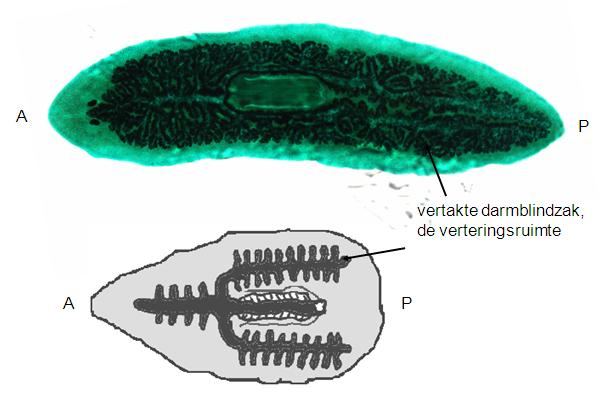 A
P
vertakte darmblindzak,
de verteringsruimte
A
P